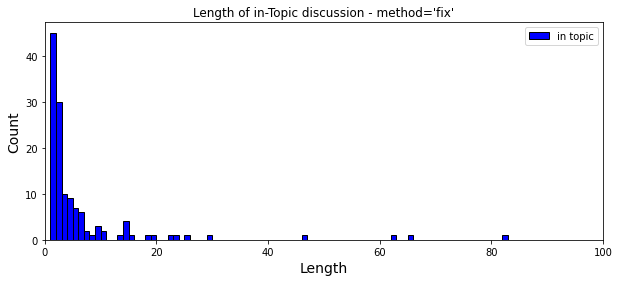 Length of in-Topic discussion - method='fix'
in topic
Count
40
30
20
10
0
0 20 40 60 80 100
Length